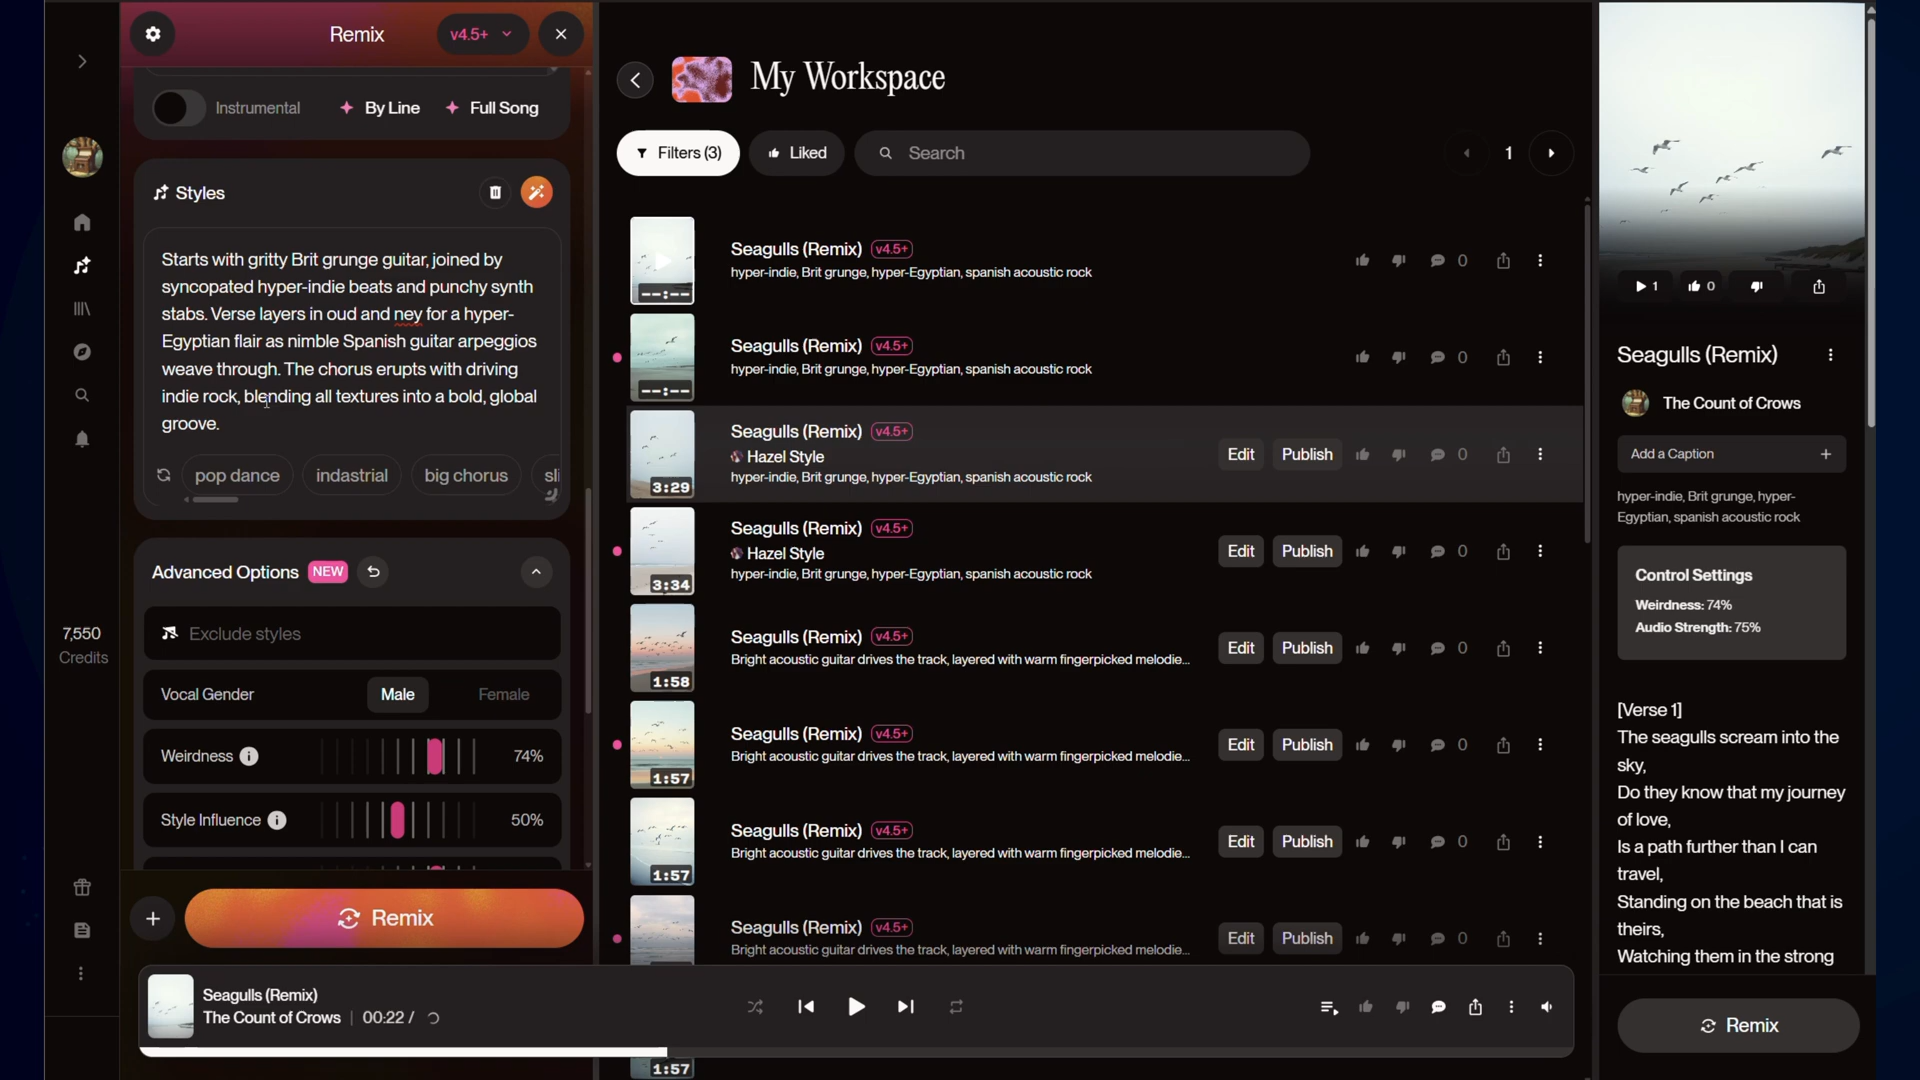 Remix
v4.5+
Instrumental
By Line
Full Song
Styles
Starts with gritty Brit grunge guitar, joined by
syncopated hyper-indie beats and punchy synth
stabs. Verse layers in oud and ney for a hyper-
Egyptian flair as nimble Spanish guitar arpeggios
weave through. The chorus erupts with driving
indie rock, blending all textures into a bold, global
groove.
pop dance
indastrial
big chorus
sli
Advanced Options NEW
Exclude styles
Vocal Gender
Male
Female
Weirdness
74%
Style Influence
50%
Remix
7,550
Credits
My Workspace
Filters (3)
Liked
Search
1
Seagulls (Remix) v4.5+
hyper-indie, Brit grunge, hyper-Egyptian, spanish acoustic rock
--:--
0
Seagulls (Remix) v4.5+
hyper-indie, Brit grunge, hyper-Egyptian, spanish acoustic rock
--:--
0
Seagulls (Remix) v4.5+
Hazel Style
hyper-indie, Brit grunge, hyper-Egyptian, spanish acoustic rock
3:29
Edit
Publish
0
Seagulls (Remix) v4.5+
Hazel Style
hyper-indie, Brit grunge, hyper-Egyptian, spanish acoustic rock
3:34
Edit
Publish
0
Seagulls (Remix) v4.5+
Bright acoustic guitar drives the track, layered with warm fingerpicked melodie...
1:58
Edit
Publish
0
Seagulls (Remix) v4.5+
Bright acoustic guitar drives the track, layered with warm fingerpicked melodie...
1:57
Edit
Publish
0
Seagulls (Remix) v4.5+
Bright acoustic guitar drives the track, layered with warm fingerpicked melodie...
1:57
Edit
Publish
0
Seagulls (Remix) v4.5+
Bright acoustic guitar drives the track, layered with warm fingerpicked melodie...
Edit
Publish
0
1:57
Seagulls (Remix)
The Count of Crows | 00:22 /
1
0
Seagulls (Remix)
The Count of Crows
Add a Caption
hyper-indie, Brit grunge, hyper-
Egyptian, spanish acoustic rock
Control Settings
Weirdness: 74%
Audio Strength: 75%
[Verse 1]
The seagulls scream into the
sky,
Do they know that my journey
of love,
Is a path further than I can
travel,
Standing on the beach that is
theirs,
Watching them in the strong
Remix